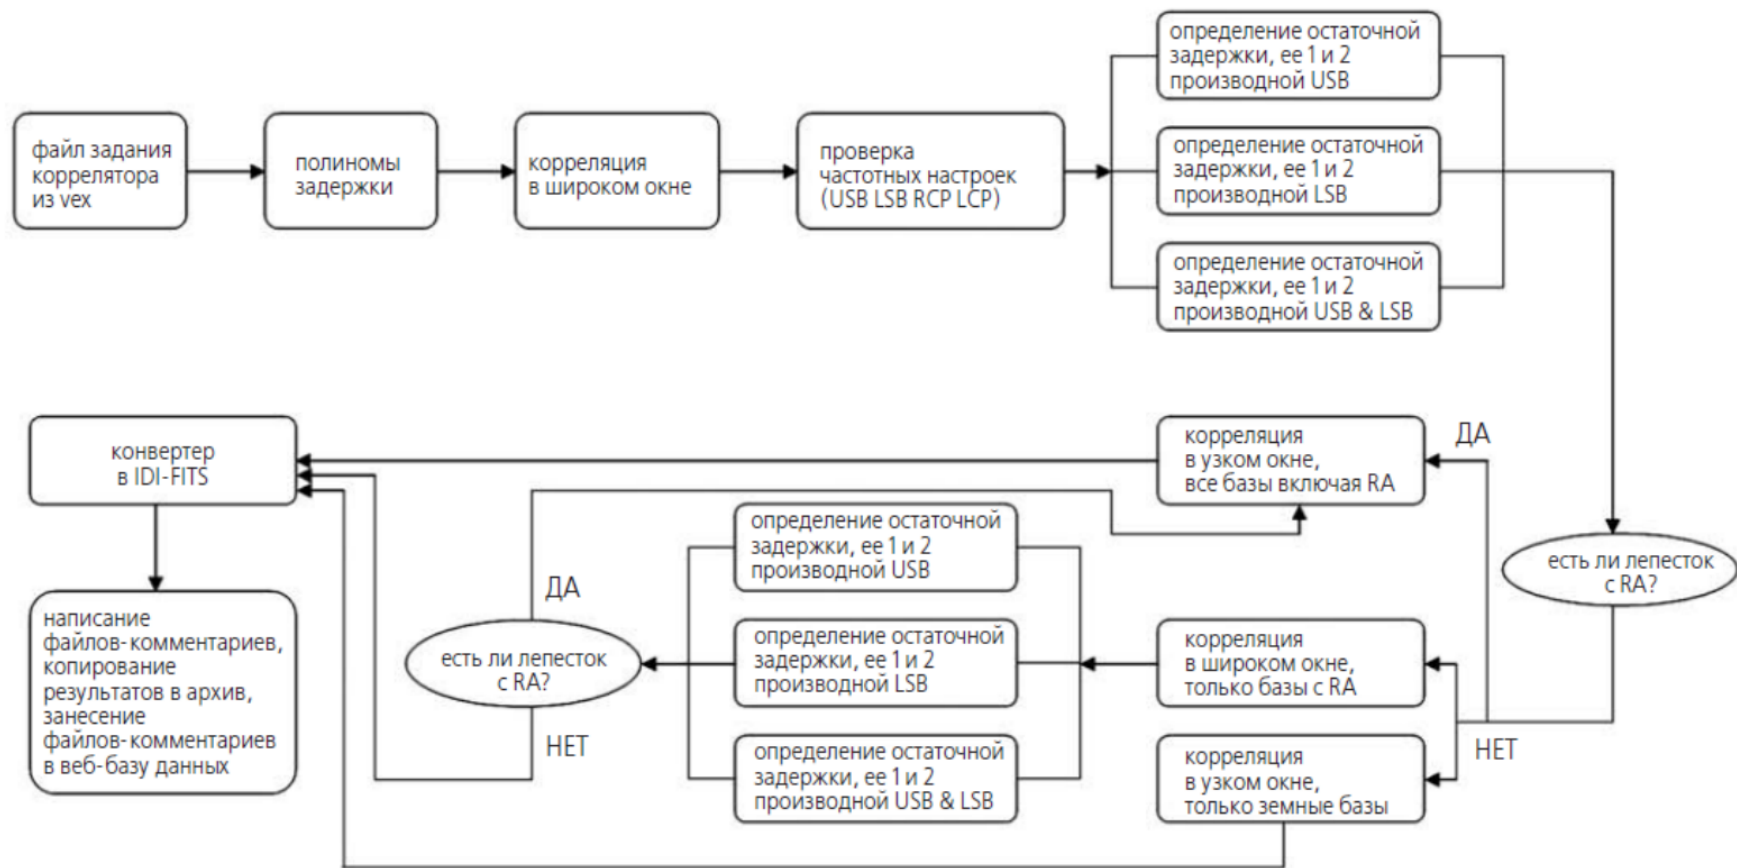 файл задания
коррелятора
из vex
полиномы
задержки
корреляция
в широком окне
проверка
частотных настроек
(USB LSB RCP LCP)
определение остаточной
задержки, ее 1 и 2
производной USB
определение остаточной
задержки, ее 1 и 2
производной LSB
определение остаточной
задержки, ее 1 и 2
производной USB & LSB
есть ли лепесток
с RA?
ДА
НЕТ
корреляция
в узком окне,
все базы включая RA
корреляция
в широком окне,
только базы с RA
корреляция
в узком окне,
только земные базы
определение остаточной
задержки, ее 1 и 2
производной USB
определение остаточной
задержки, ее 1 и 2
производной LSB
определение остаточной
задержки, ее 1 и 2
производной USB & LSB
ДА
есть ли лепесток
с RA?
НЕТ
конвертер
в IDI-FITS
написание
файлов-комментариев,
копирование
результатов в архив,
занесение
файлов-комментариев
в веб-базу данных